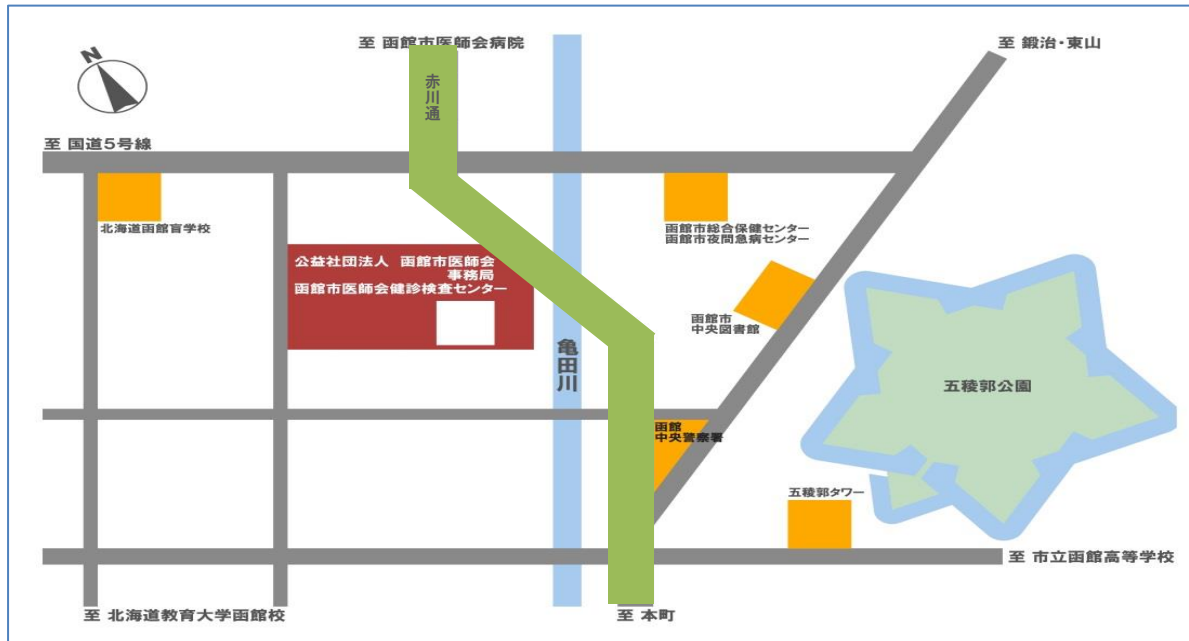 至 函館市医師会病院
至 鍛治・東山
N
赤川通
至 国道5号線
北海道函館盲学校
函館市総合保健センター
函館市夜間急病センター
公益社団法人 函館市医師会
事務局
函館市医師会健診検査センター
函館市
中央図書館
亀田川
五稜郭公園
函館
中央警察署
五稜郭タワー
至 市立函館高等学校
至 北海道教育大学函館校
至 本町